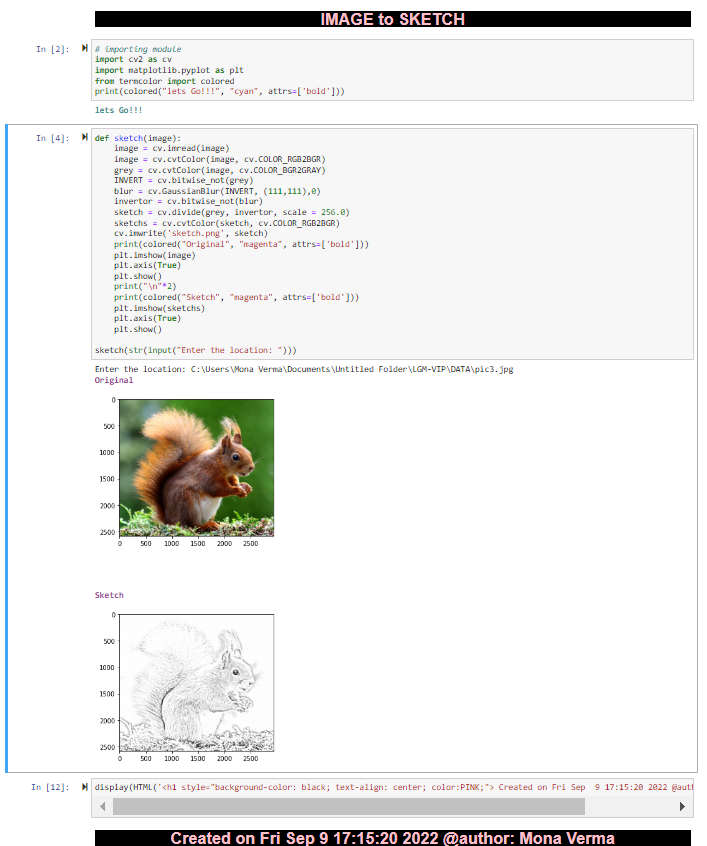 IMAGE to SKETCH
In [2]:
# importing module
import cv2 as cv
import matplotlib.pyplot as plt
from termcolor import colored
print(colored("lets Go!!!", "cyan", attrs=['bold']))
lets Go!!!
In [4]:
def sketch(image):
    image = cv.imread(image)
    image = cv.cvtColor(image, cv.COLOR_RGB2BGR)
    grey = cv.cvtColor(image, cv.COLOR_BGR2GRAY)
    INVERT = cv.bitwise_not(grey)
    blur = cv.GaussianBlur(INVERT, (111,111),0)
    invertor = cv.bitwise_not(blur)
    sketch = cv.divide(grey, invertor, scale = 256.0)
    sketchs = cv.cvtColor(sketch, cv.COLOR_RGB2BGR)
    cv.imwrite('sketch.png', sketch)
    print(colored("Original", "magenta", attrs=['bold']))
    plt.imshow(image)
    plt.axis(True)
    plt.show()
    print("\n"*2)
    print(colored("Sketch", "magenta", attrs=['bold']))
    plt.imshow(sketchs)
    plt.axis(True)
    plt.show()
sketch(str(input("Enter the location: ")))
Enter the location: C:\Users\Mona Verma\Documents\Untitled Folder\LGM-VIP\DATA\pic3.jpg
Original
0
500
1000
1500
2000
2500
0 500 1000 1500 2000 2500
Sketch
0
500
1000
1500
2000
2500
0 500 1000 1500 2000 2500
In [12]:
display(HTML('<h1 style="background-color: black; text-align: center; color:PINK;"> Created on Fri Sep  9 17:15:20 2022 @aut
Created on Fri Sep 9 17:15:20 2022 @author: Mona Verma